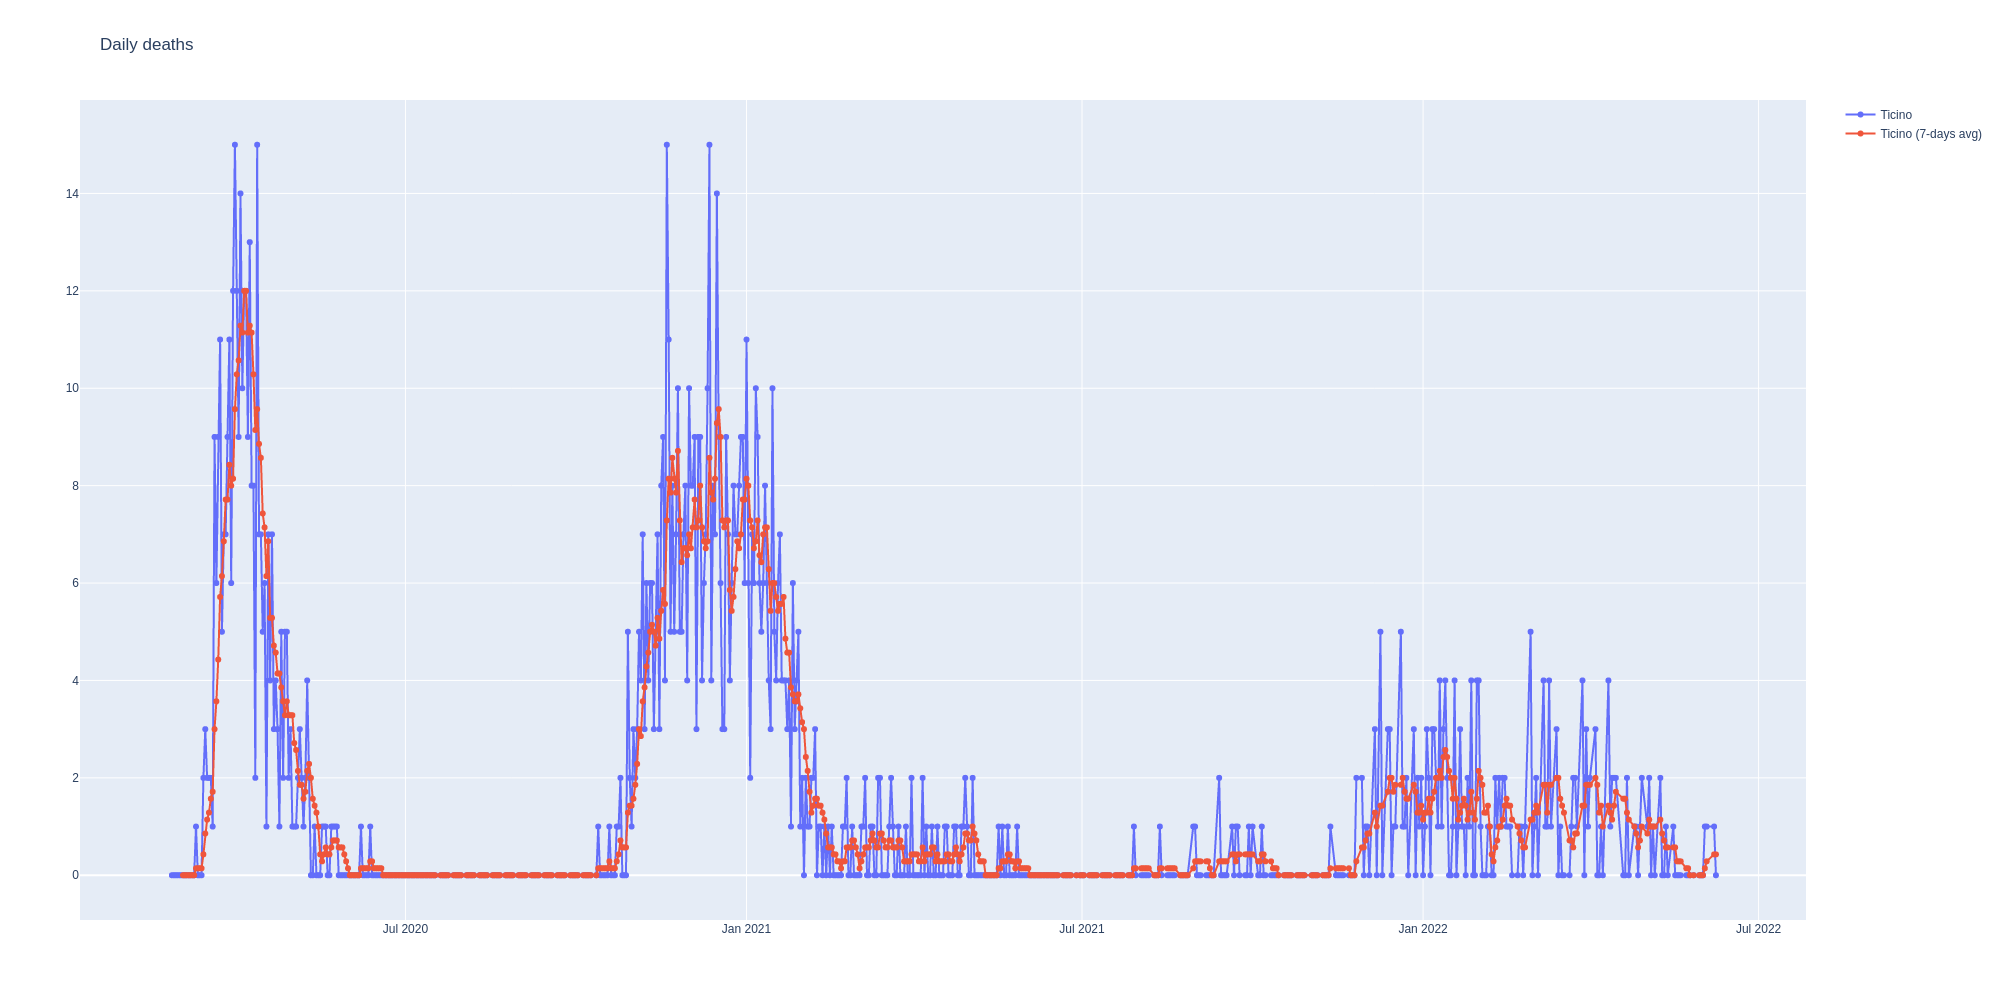 Daily deaths
Ticino
Ticino (7-days avg)
14
12
10
8
6
4
2
0
Jul 2020
Jan 2021
Jul 2021
Jan 2022
Jul 2022